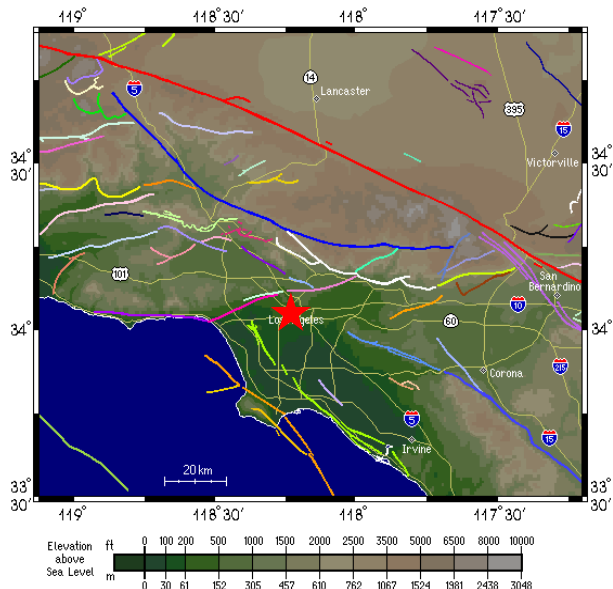 119° 118° 30' 118° 117° 30'
14
5
Lancaster
395
15
34° 30'
34° 30'
Victorville
101
San
Bernardino
10
34°
34°
Los Angeles
60
215
Corona
5
15
Irvine
20 km
33° 30'
33° 30'
119° 118° 30' 118° 117° 30'
Elevation above Sea Level
ft 0 100 200 500 1000 1500 2000 2500 3500 5000 6500 8000 10000
m 0 30 61 152 305 457 610 762 1067 1524 1981 2438 3048